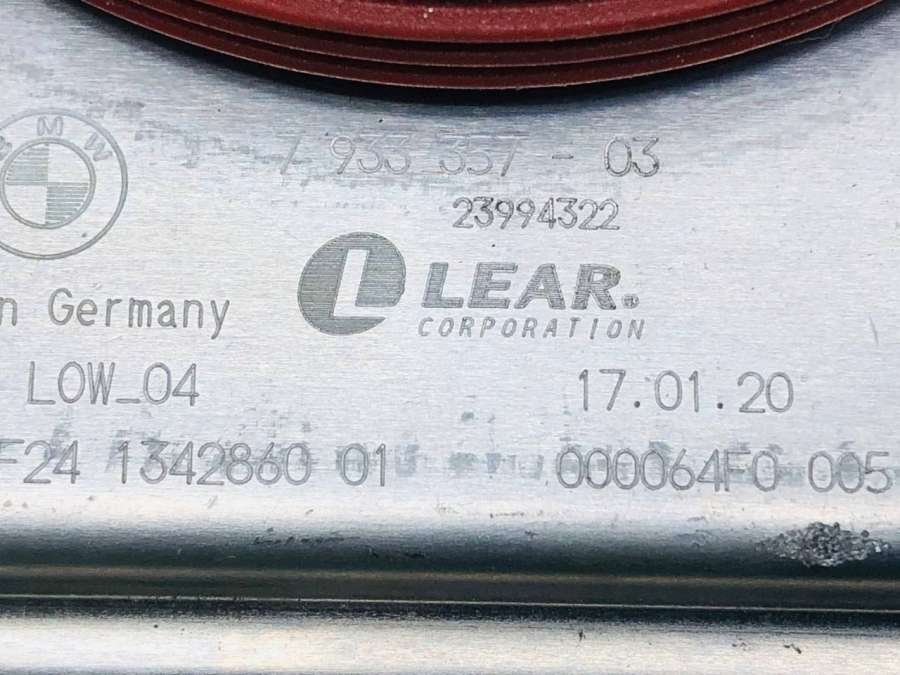 BMW
7 933 357 - 03
23994322
L LEAR.
CORPORATION
n Germany
LOW_04
17.01.20
F24 1342860 01
000064F0 005